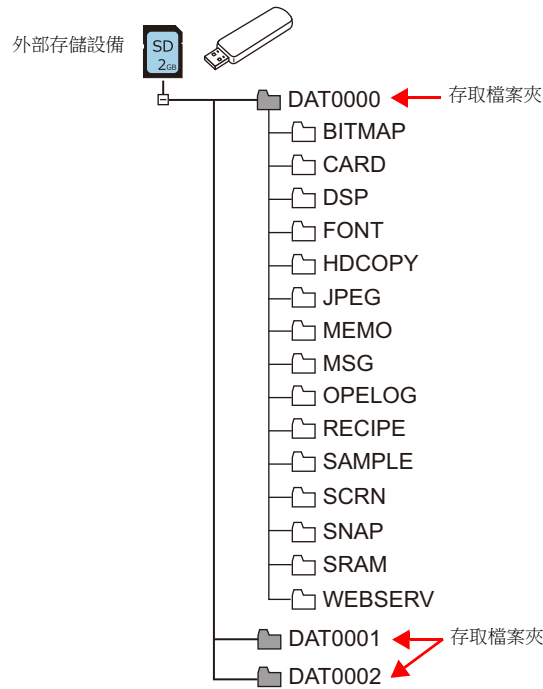 外部存儲設備
SD
2GB
DAT0000
存取檔案夾
BITMAP
CARD
DSP
FONT
HDCOPY
JPEG
MEMO
MSG
OPELOG
RECIPE
SAMPLE
SCRN
SNAP
SRAM
WEBSERV
DAT0001
存取檔案夾
DAT0002